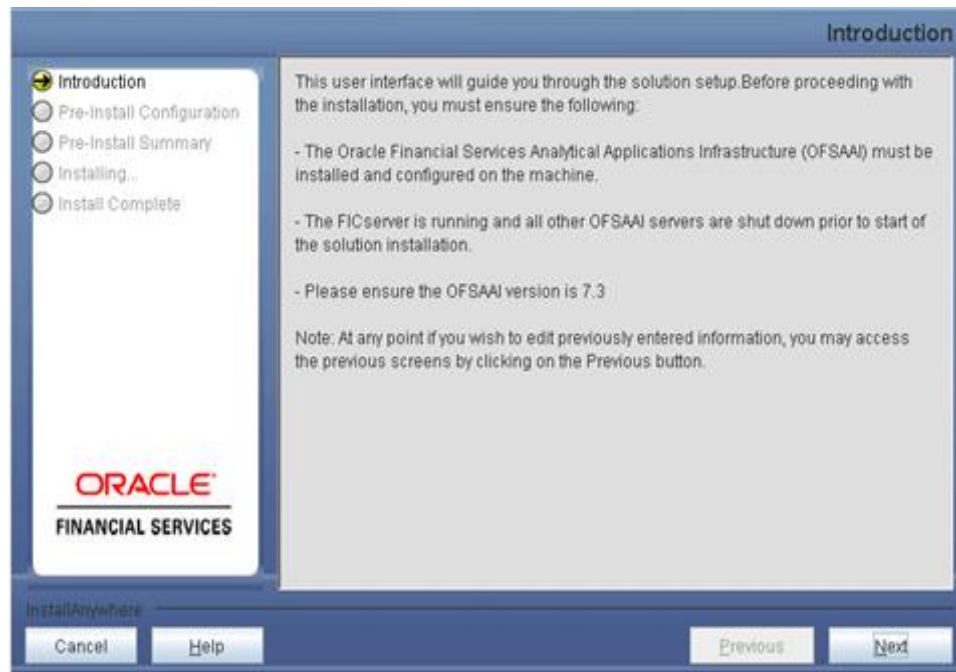 Introduction
Introduction
Pre-Install Configuration
Pre-Install Summary
Installing...
Install Complete
This user interface will guide you through the solution setup.Before proceeding with
the installation, you must ensure the following:
- The Oracle Financial Services Analytical Applications Infrastructure (OFSAAI) must be
installed and configured on the machine.
- The FICserver is running and all other OFSAAI servers are shut down prior to start of
the solution installation.
- Please ensure the OFSAAI version is 7.3
Note: At any point if you wish to edit previously entered information, you may access
the previous screens by clicking on the Previous button.
ORACLE
FINANCIAL SERVICES
InstallAnywhere
Cancel
Help
Previous
Next